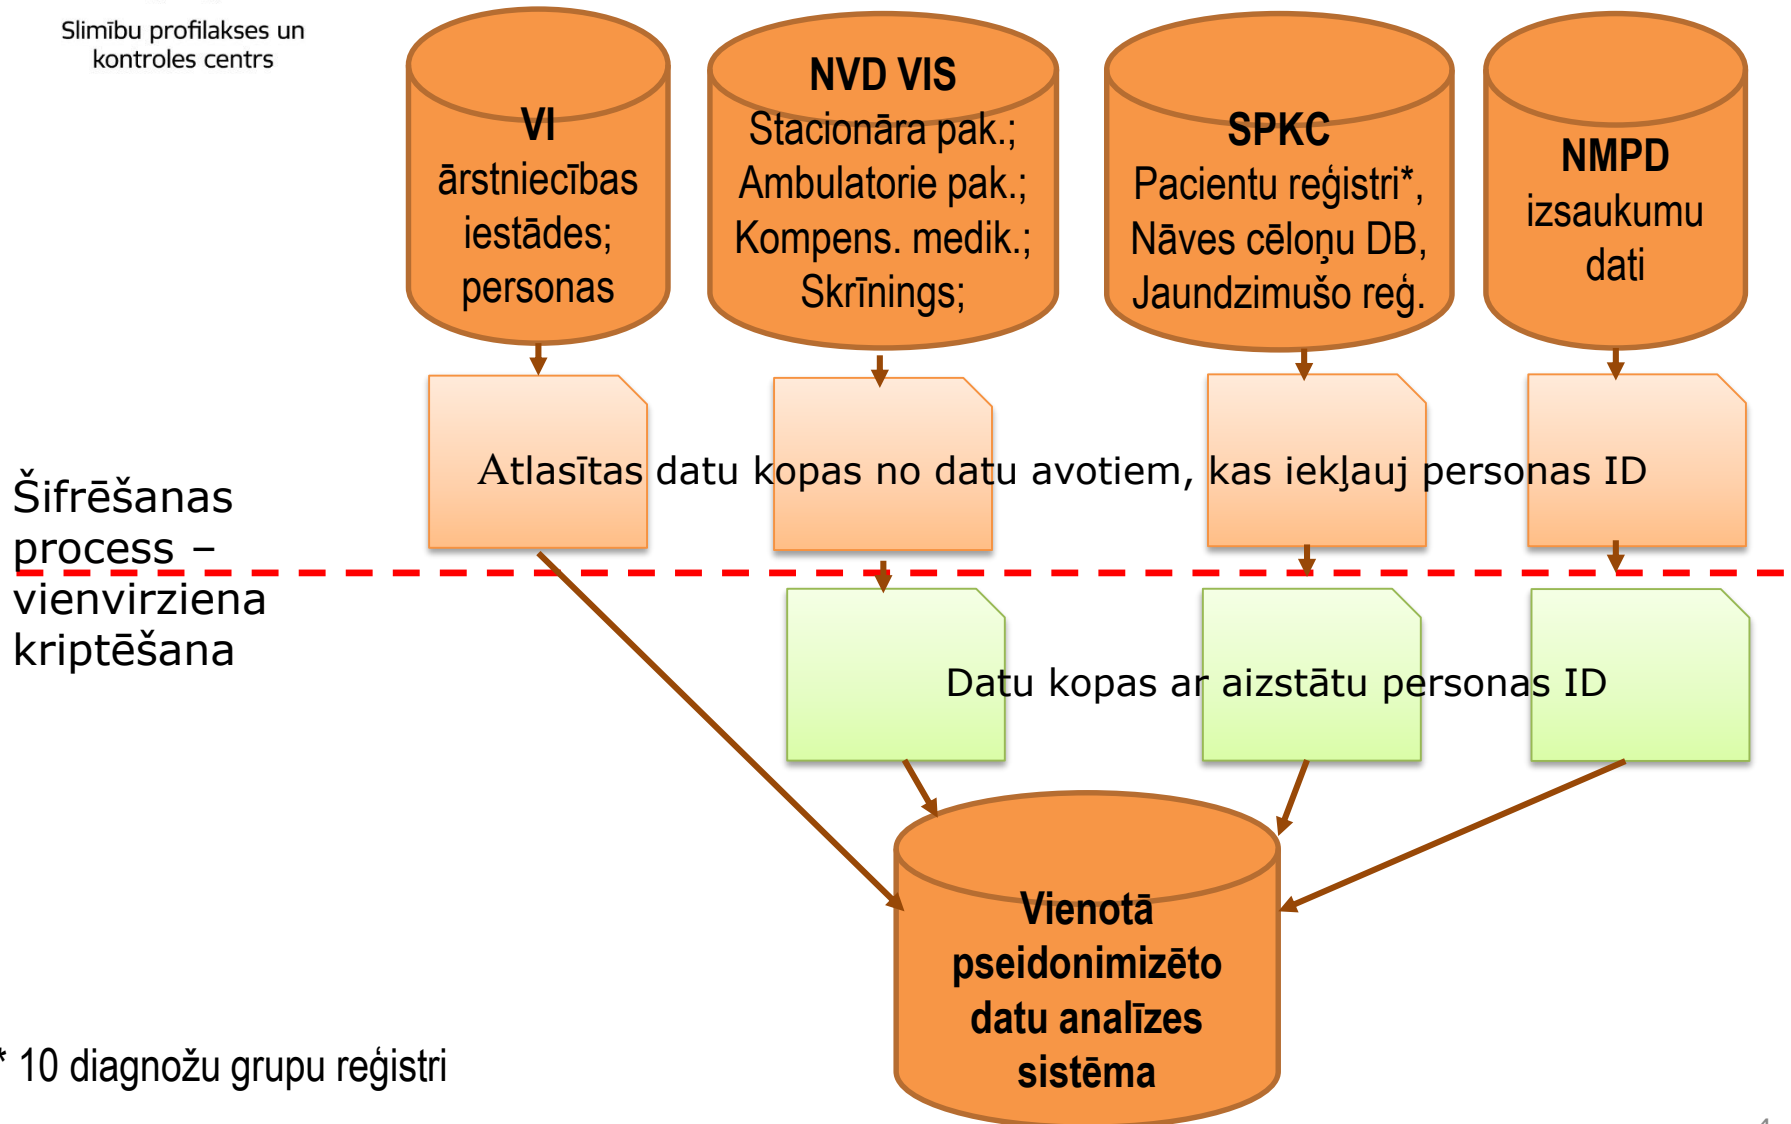 Slimību profilakses un
kontroles centrs
VI
ārstniecības
iestādes;
personas
NVD VIS
Stacionāra pak.;
Ambulatorie pak.;
Kompens. medik.;
Skrīnings;
SPKC
Pacientu reģistri*,
Nāves cēloņu DB,
Jaundzimušo reģ.
NMPD
izsaukumu
dati
Atlasītas datu kopas no datu avotiem, kas iekļauj personas ID
Šifrēšanas
process –
vienvirziena
kriptēšana
Datu kopas ar aizstātu personas ID
Vienotā
pseidonimizēto
datu analīzes
sistēma
* 10 diagnožu grupu reģistri